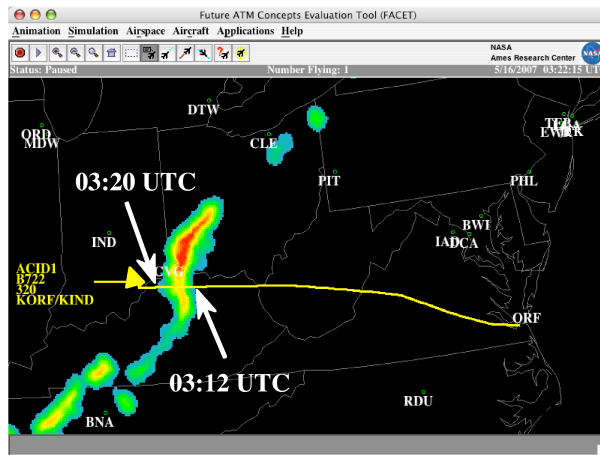 Future ATM Concepts Evaluation Tool (FACET)
Animation Simulation Airspace Aircraft Applications Help
NASA
Ames Research Center
NASA
Status: Paused Number Flying: 1 5/16/2007 03:22:15 UT
DTW
ORD
MDW
CLE
PIT
PHL
03:20 UTC
BWI
IAD
DCA
IND
CVG
ACID1
B722
320
KORF/KIND
ORF
03:12 UTC
RDU
BNA